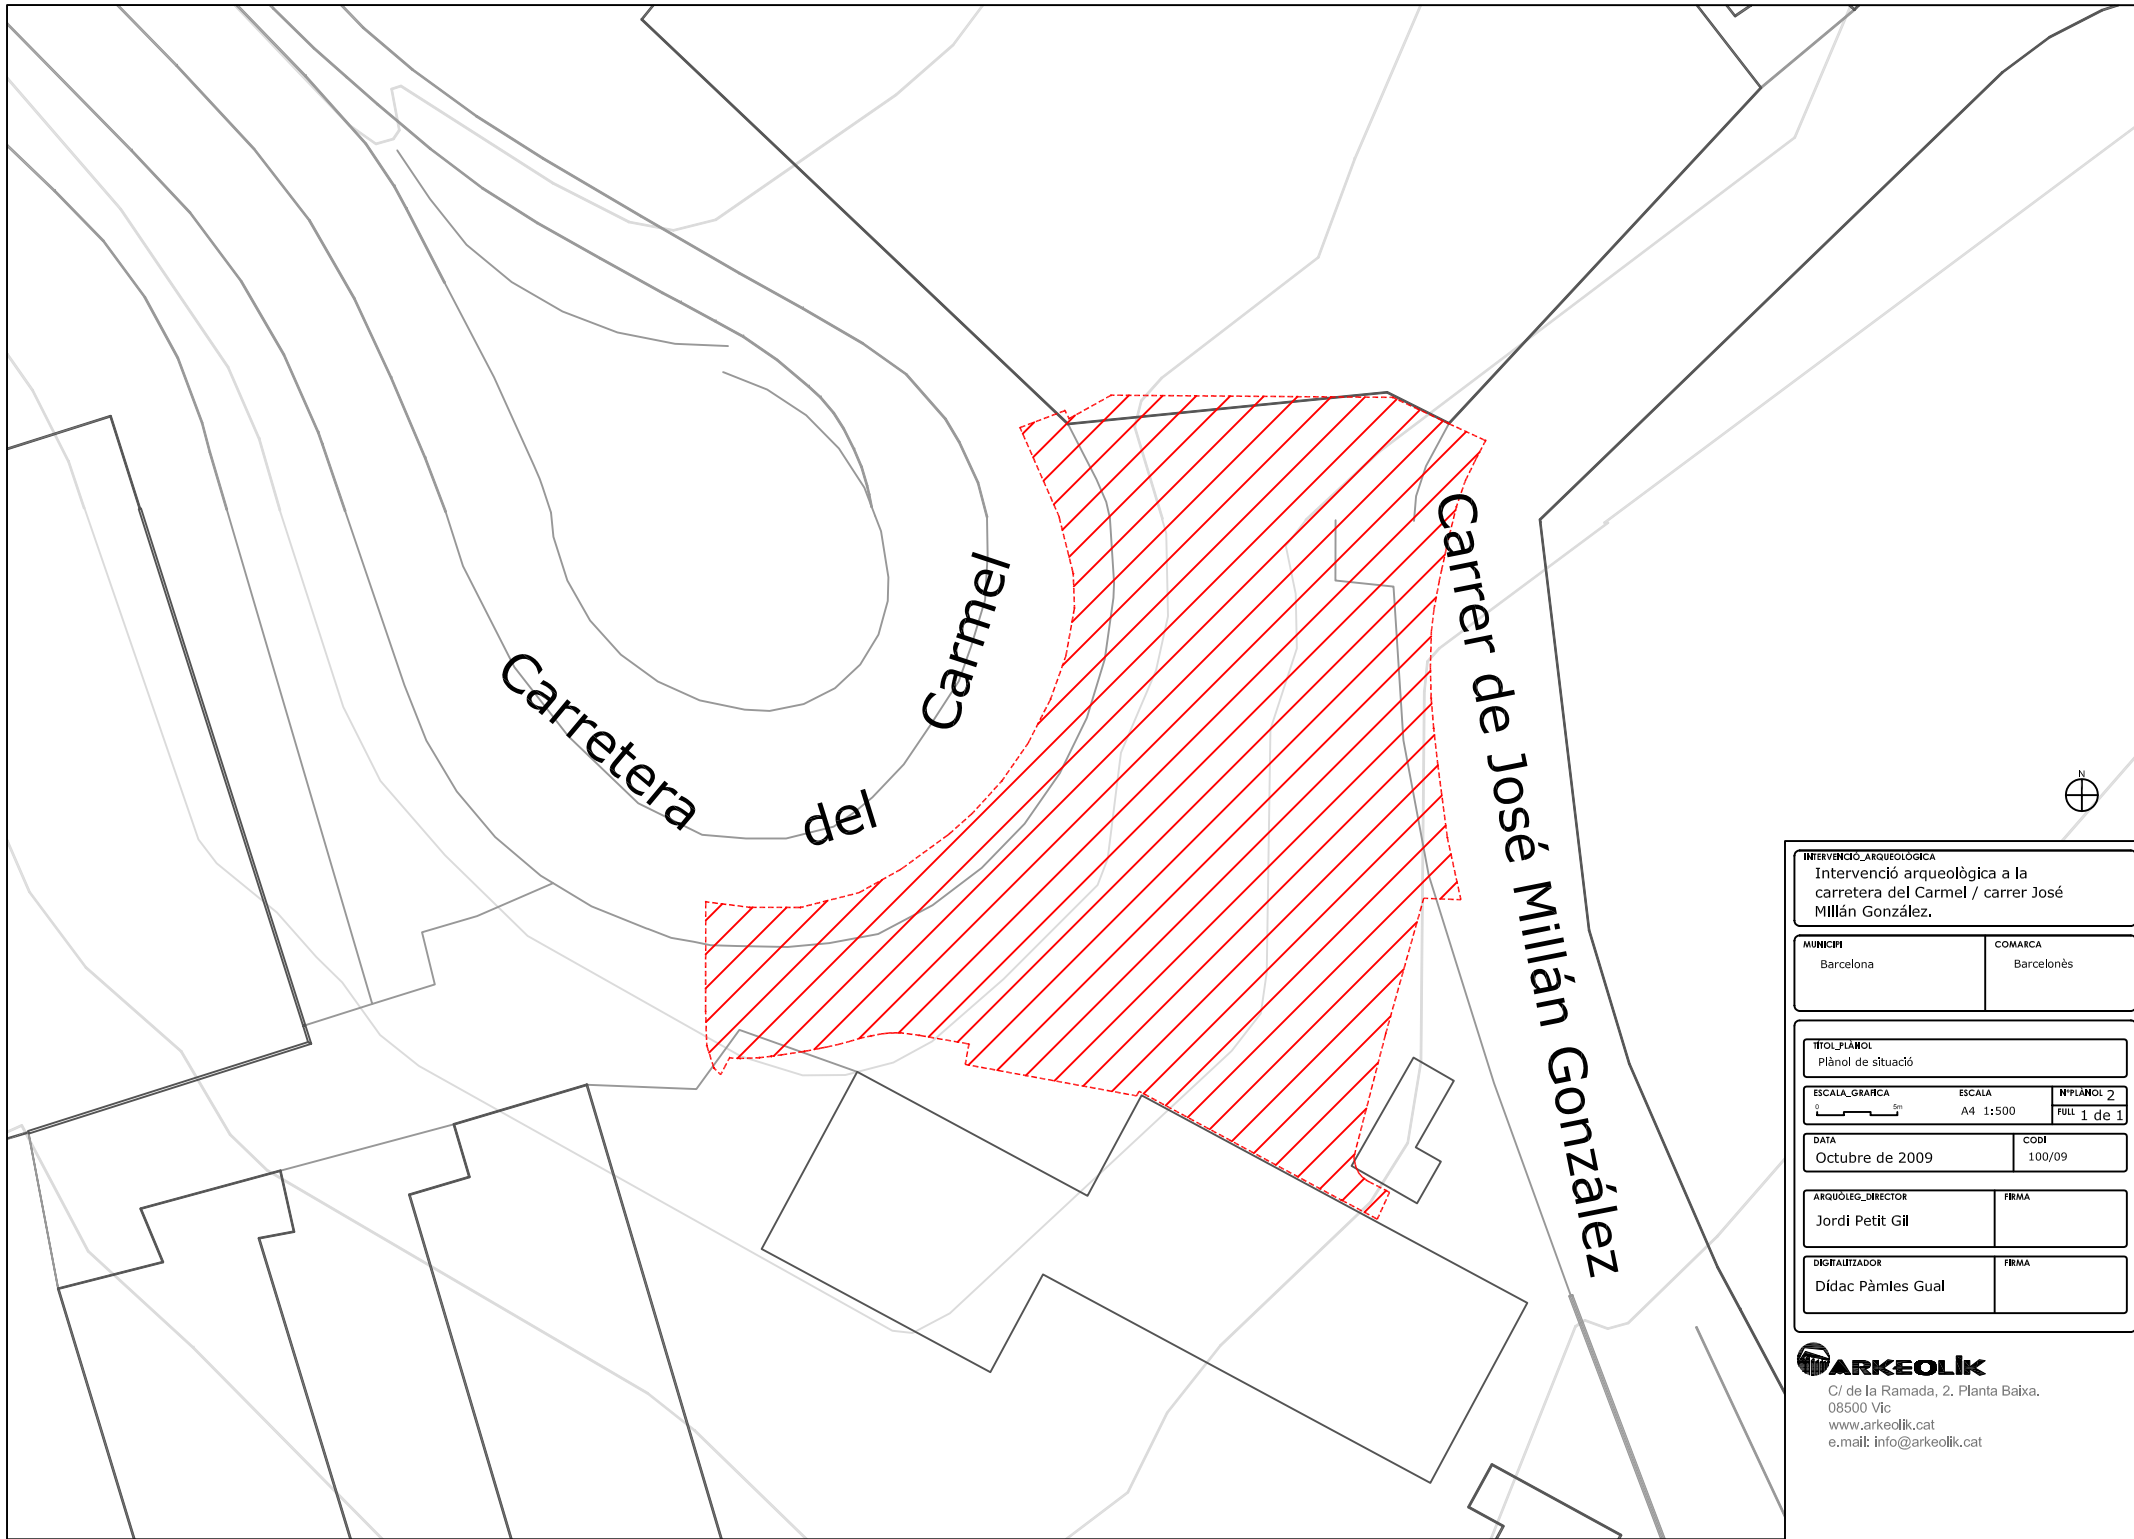 Carretera
del
Carmel
Carrer de José Millán González
N
INTERVENCIÓ_ARQUEOLÒGICA
Intervenció arqueològica a la
carretera del Carmel / carrer José
Millán González.
MUNICIPI
Barcelona
COMARCA
Barcelonès
TÍTOL_PLÀNOL
Plànol de situació
ESCALA_GRAFICA
0 5m
ESCALA
A4 1:500
NºPLÀNOL 2
FULL 1 de 1
DATA
Octubre de 2009
CODI
100/09
ARQUÒLEG_DIRECTOR
Jordi Petit Gil
FIRMA
DIGITALITZADOR
Dídac Pàmies Gual
FIRMA
ARKEOLÍK
C/ de la Ramada, 2. Planta Baixa.
08500 Vic
www.arkeolik.cat
e.mail: info@arkeolik.cat